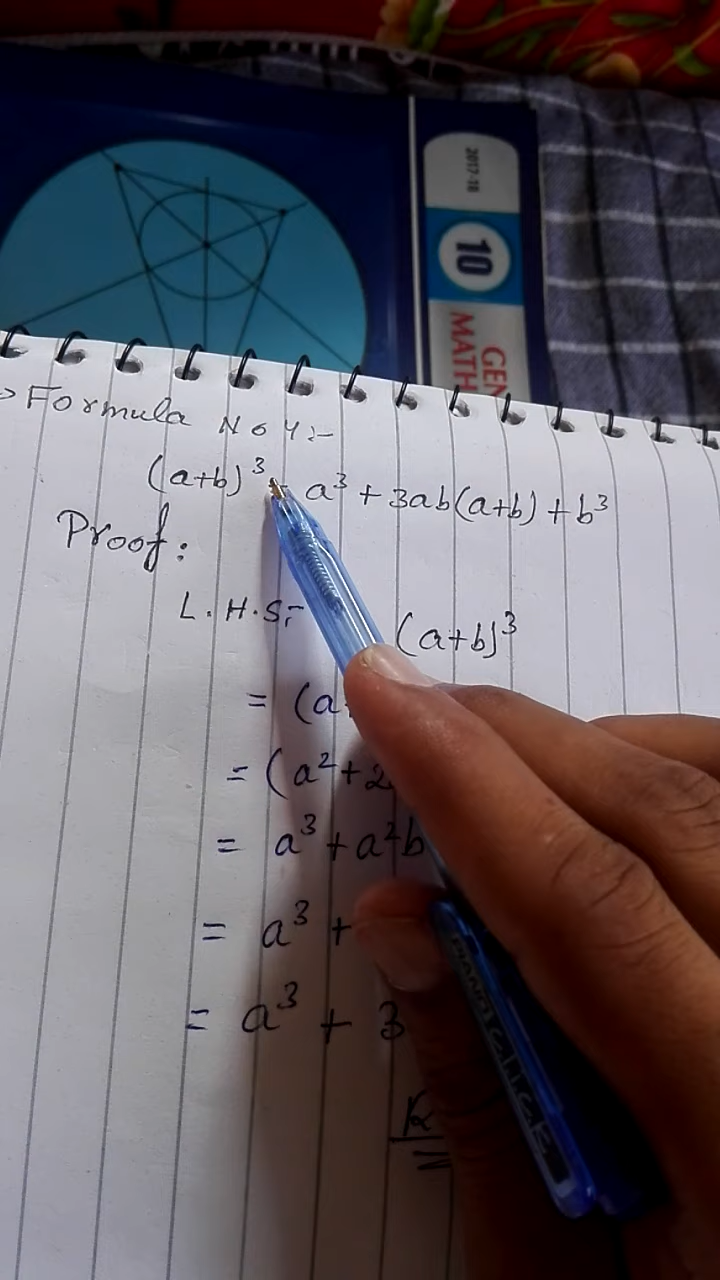 2017-18
10
GEN
MATH
Formula No 4:-
(a+b)³ = a³ + 3ab(a+b) + b³
Proof:
L.H.S:- (a+b)³
= (a
= (a²+2
= a³ + a²b
= a³ +
= a³ + 3